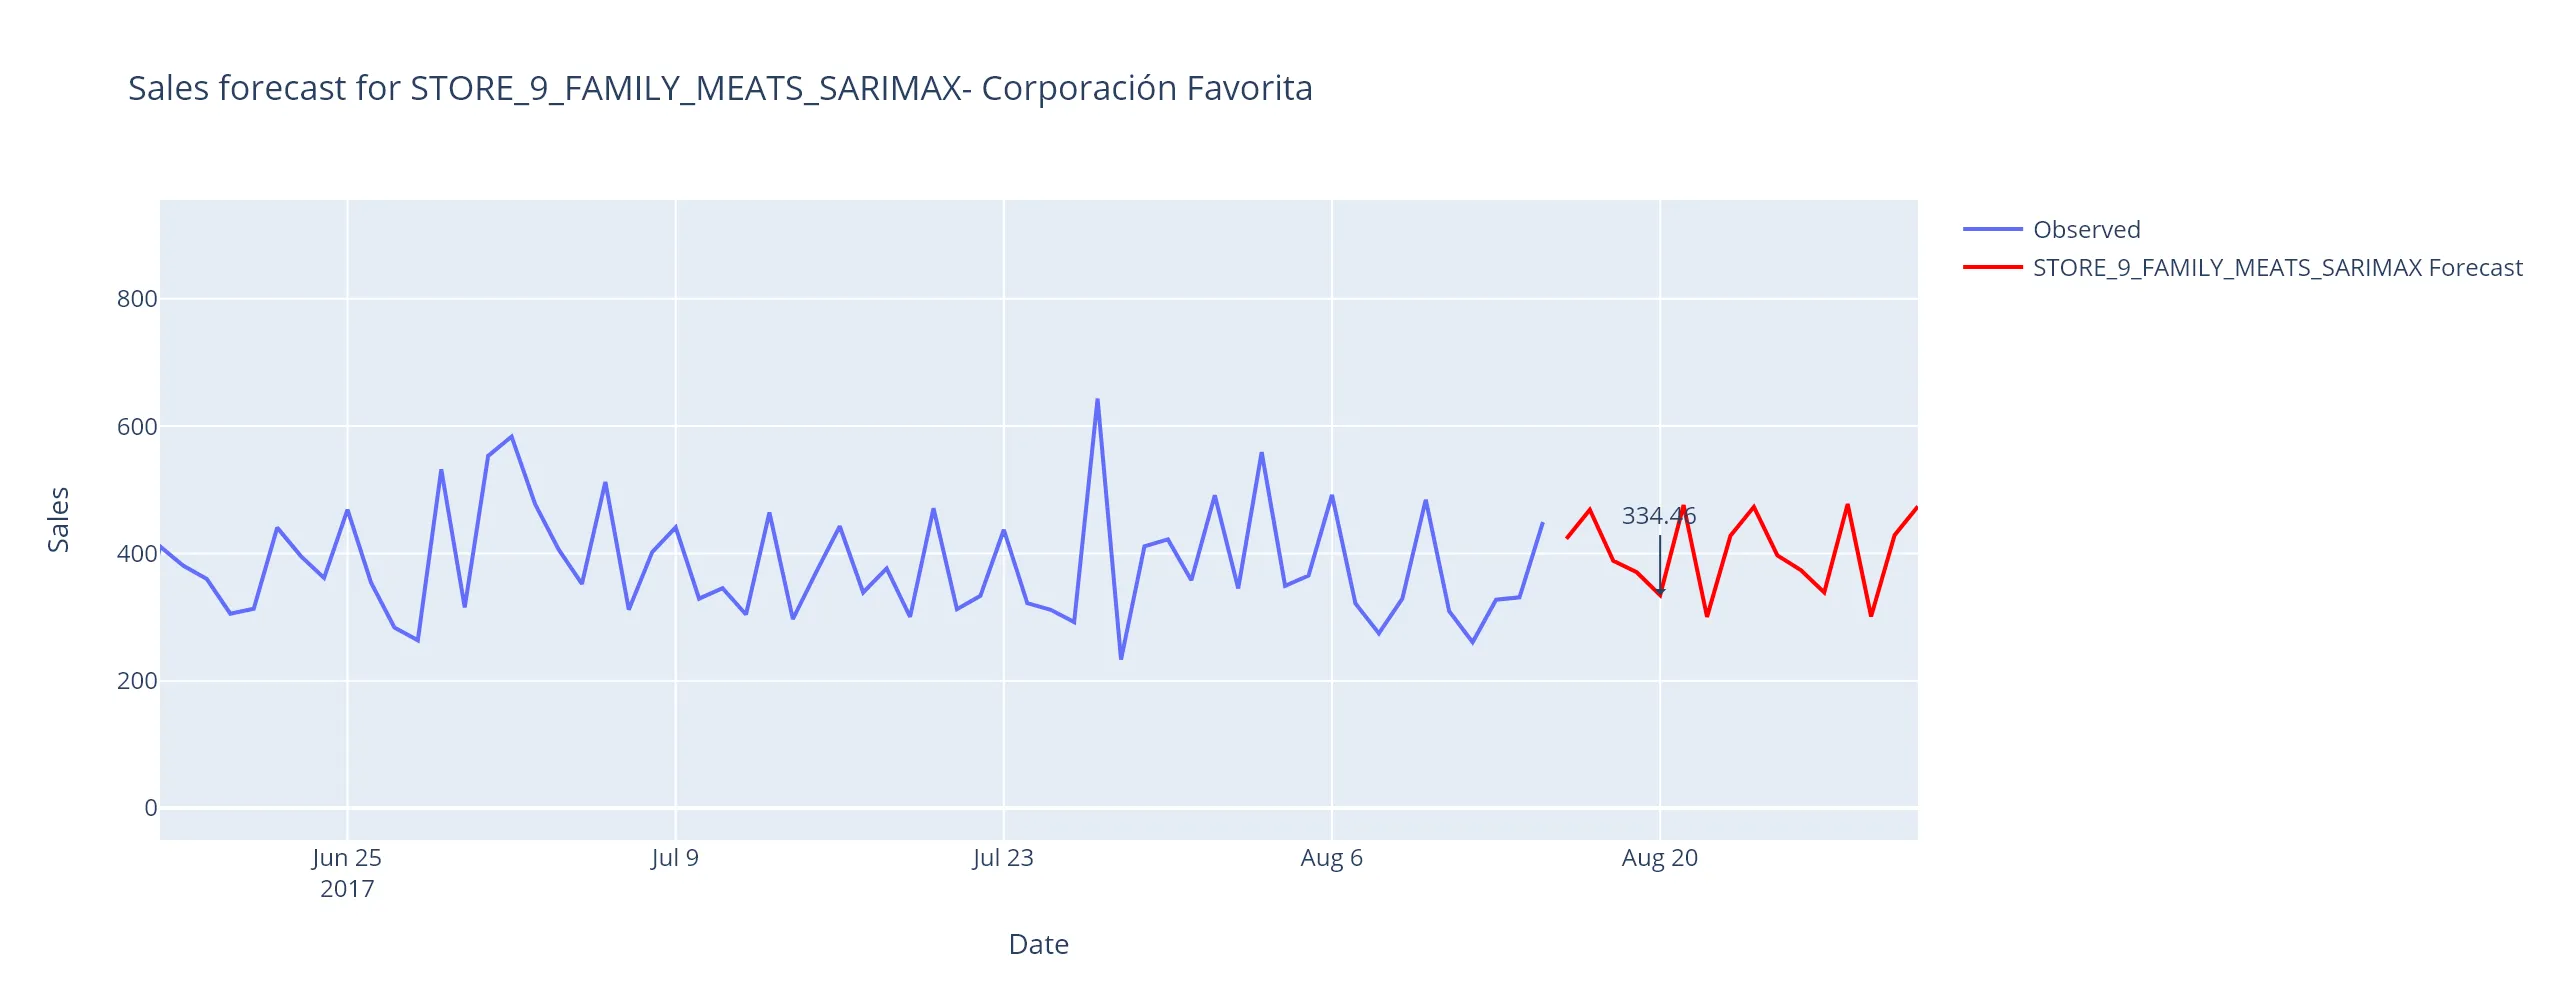 Sales forecast for STORE_9_FAMILY_MEATS_SARIMAX- Corporación Favorita
Observed
STORE_9_FAMILY_MEATS_SARIMAX Forecast
Sales
800
600
400
200
0
334.46
Jun 25
2017
Jul 9
Jul 23
Aug 6
Aug 20
Date